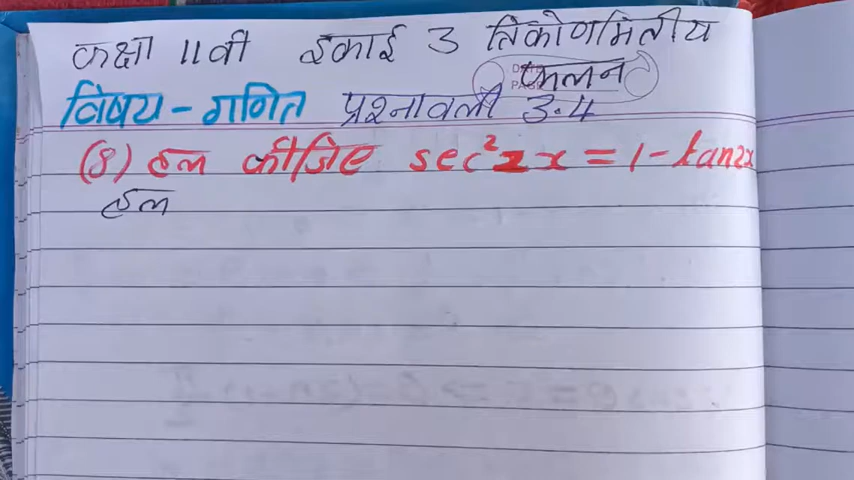 कक्षा 11वी इकाई 3 त्रिकोणमितीय
फलन
विषय - गणित प्रश्नावली 3.4
(8) हल कीजिए sec²2x = 1 - tan2x
हल